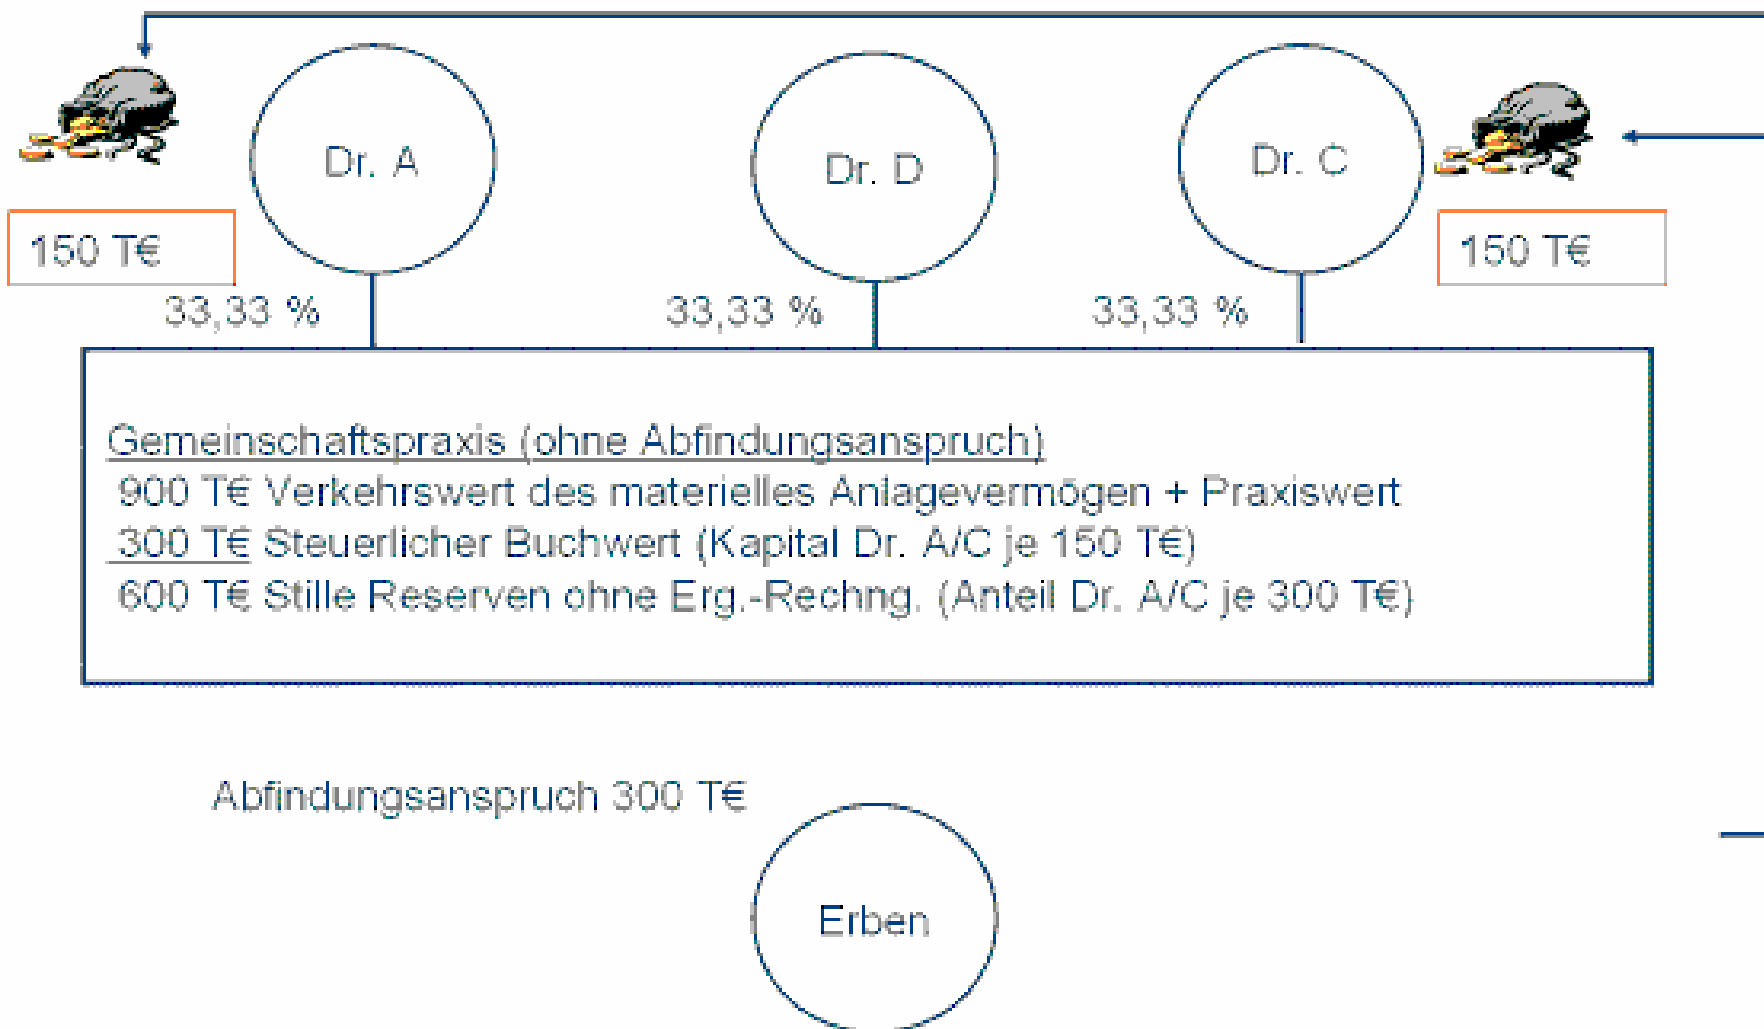 Dr. A
Dr. D
Dr. C
150 T€
150 T€
33,33 %
33,33 %
33,33 %
Gemeinschaftspraxis (ohne Abfindungsanspruch)
900 T€ Verkehrswert des materielles Anlagevermögen + Praxiswert
300 T€ Steuerlicher Buchwert (Kapital Dr. A/C je 150 T€)
600 T€ Stille Reserven ohne Erg.-Rechng. (Anteil Dr. A/C je 300 T€)
Abfindungsanspruch 300 T€
Erben